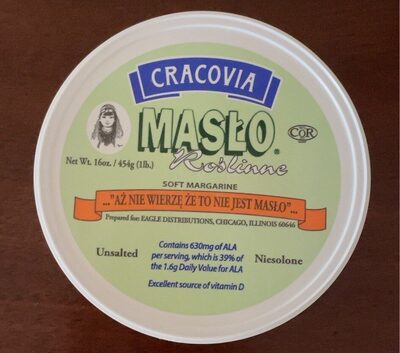 CRACOVIA
MASŁO®
Roślinne
COR
Net Wt. 16oz. / 454g (1lb.)
SOFT MARGARINE
..."AŻ NIE WIERZĘ ŻE TO NIE JEST MASŁO"...
Prepared for: EAGLE DISTRIBUTIONS, CHICAGO, ILLINOIS 60646
Unsalted
Contains 630mg of ALA
per serving, which is 39% of
the 1.6g Daily Volue for ALA
Niesolone
Excellent source of vitamin D